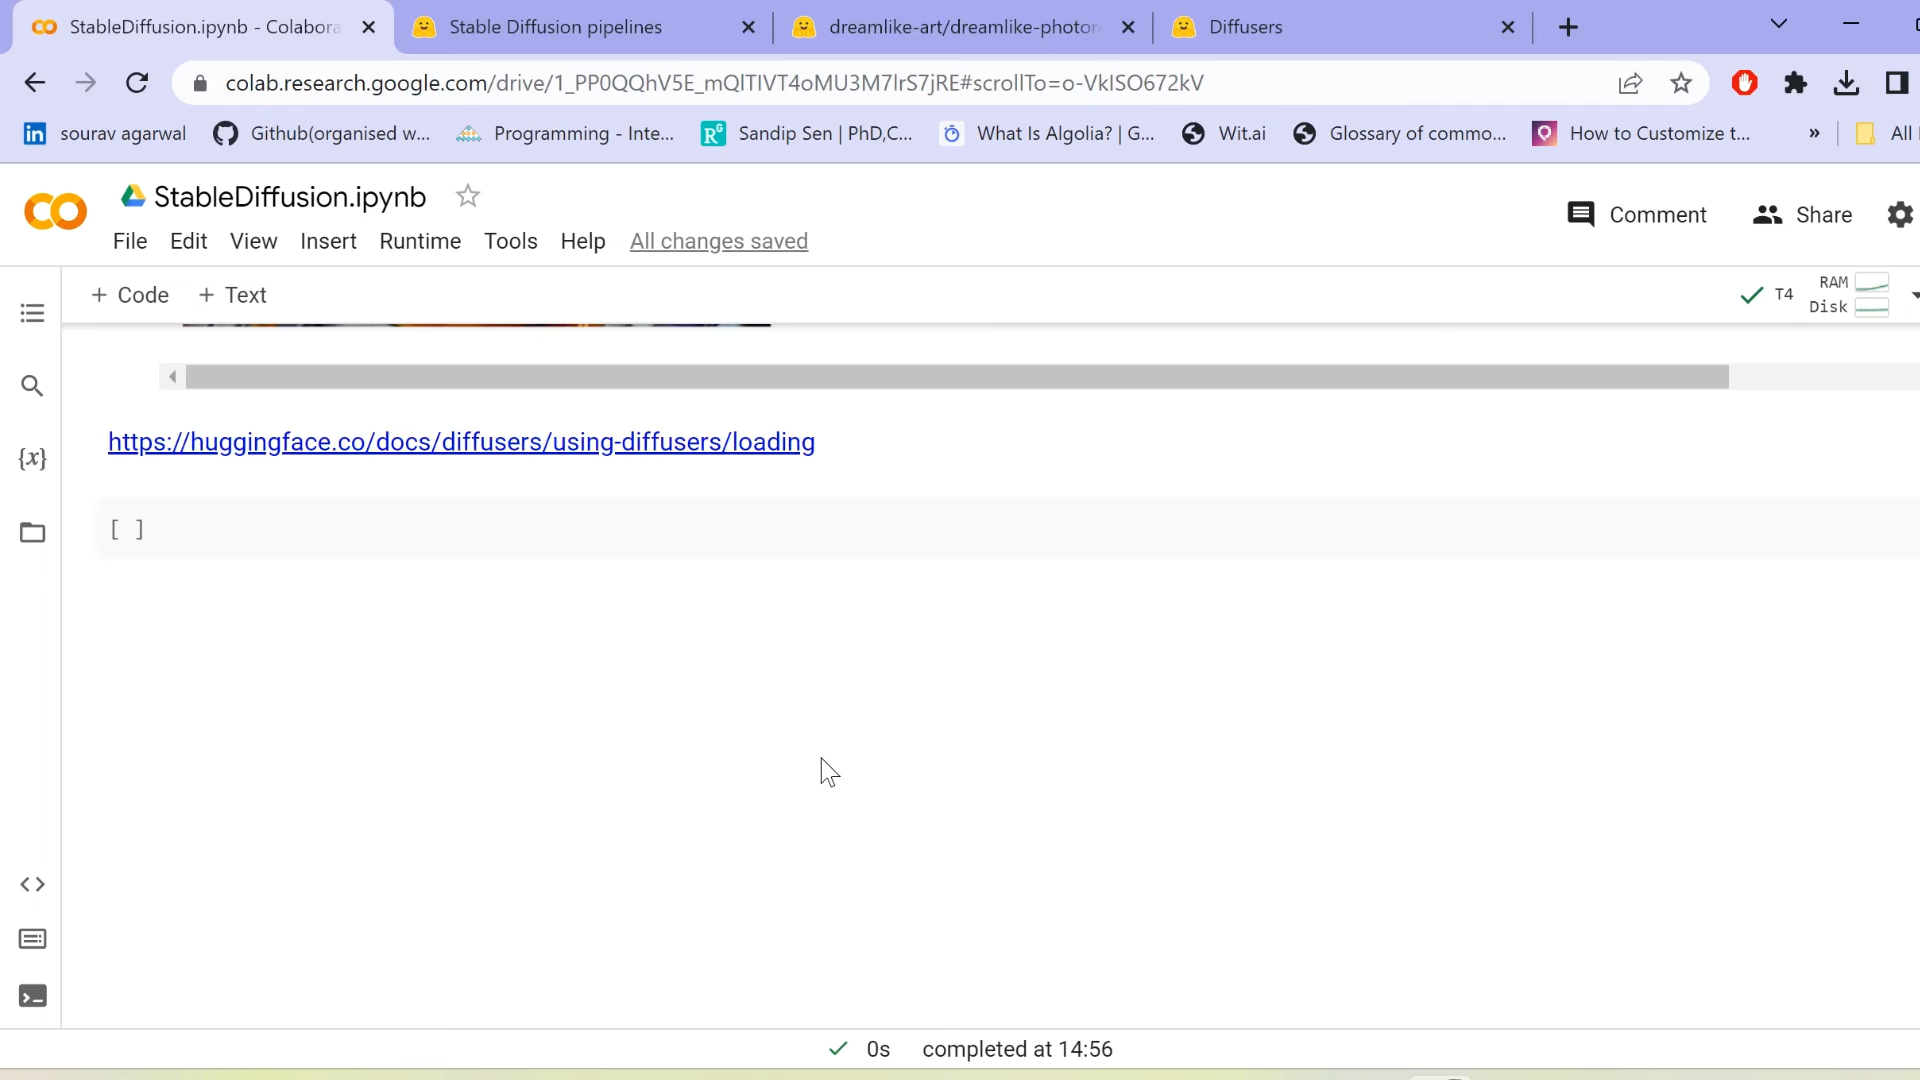 StableDiffusion.ipynb - Colabora
Stable Diffusion pipelines
dreamlike-art/dreamlike-photor
Diffusers
colab.research.google.com/drive/1_PP0QQhV5E_mQlTIVT4oMU3M7IrS7jRE#scrollTo=o-VkISO672kV
in sourav agarwal
Github(organised w...
Programming - Inte...
RG Sandip Sen | PhD,C...
What Is Algolia? | G...
Wit.ai
Glossary of commo...
How to Customize t...
»
All
StableDiffusion.ipynb
File Edit View Insert Runtime Tools Help All changes saved
Comment
Share
+ Code + Text
T4
RAM
Disk
{x}
https://huggingface.co/docs/diffusers/using-diffusers/loading
[ ]
0s completed at 14:56